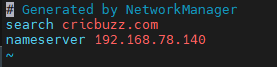 # Generated by NetworkManager
search cricbuzz.com
nameserver 192.168.78.140
~